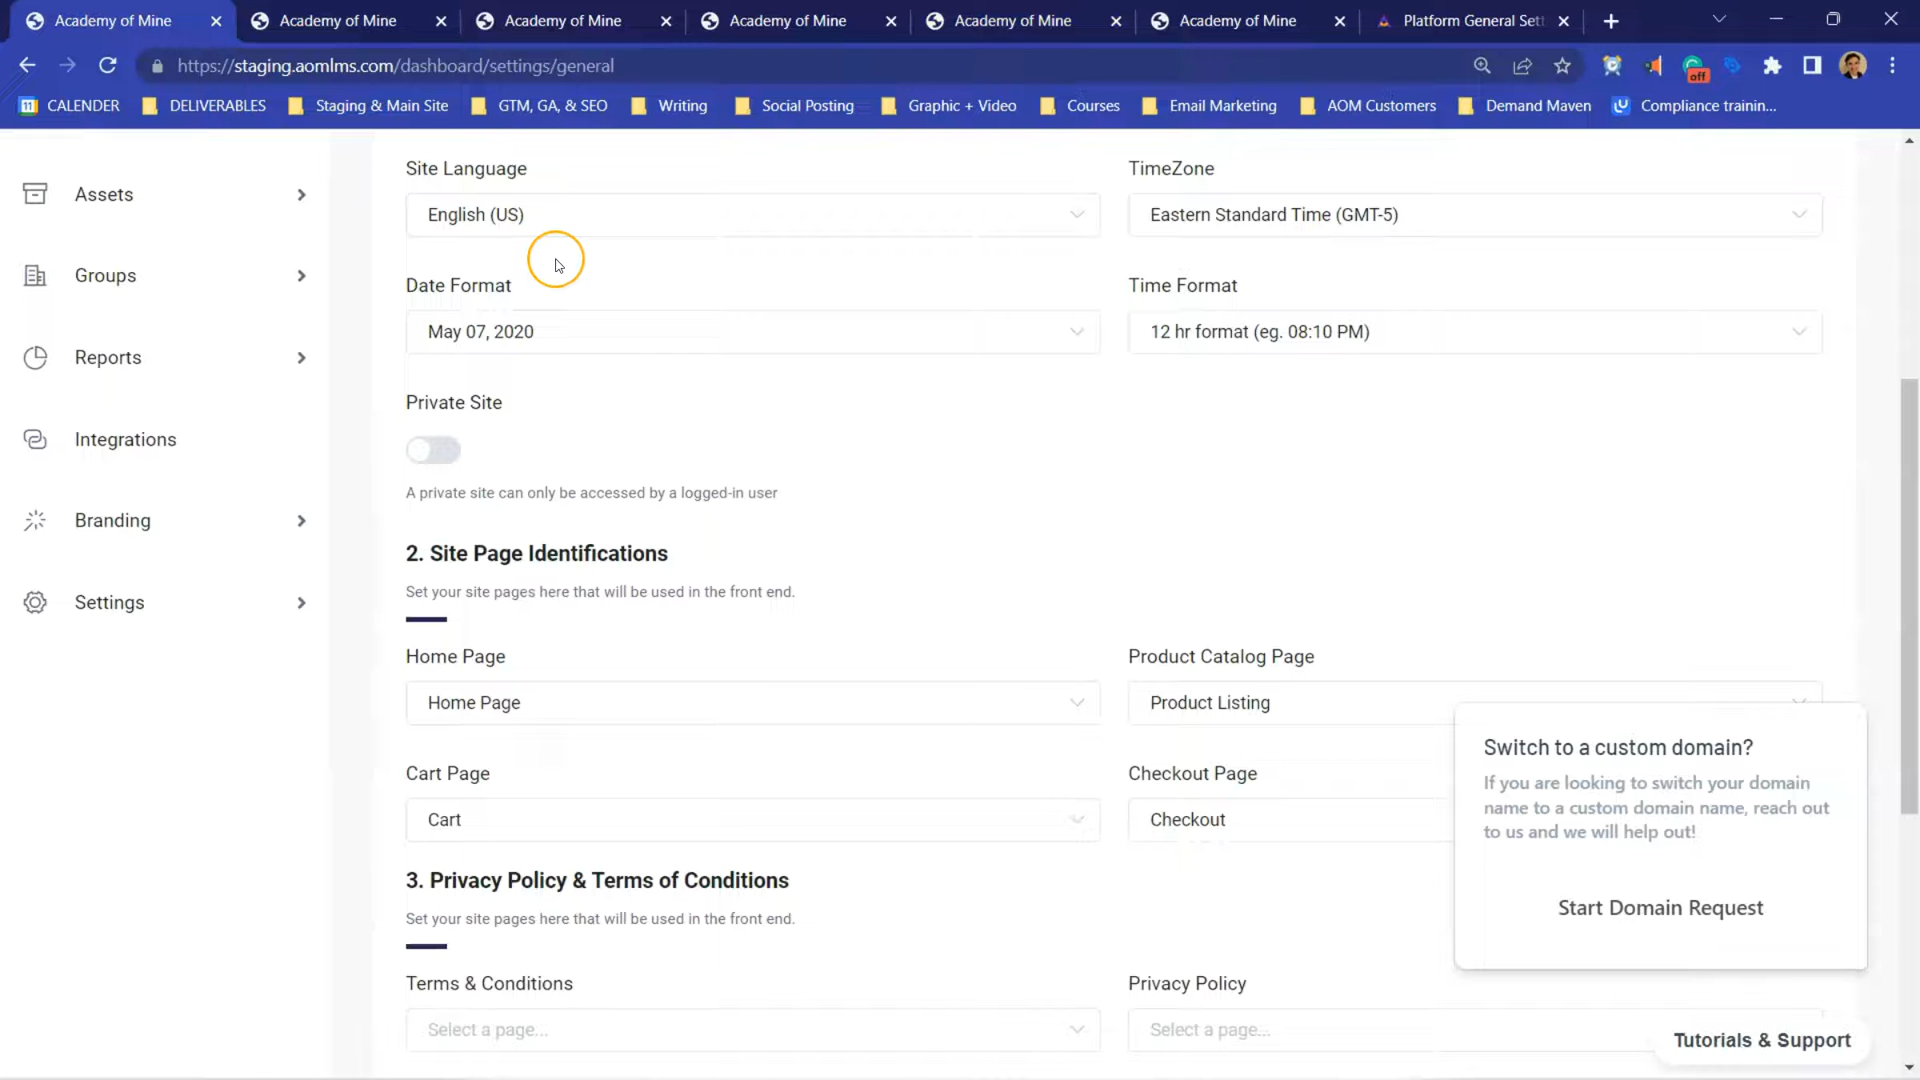 Academy of Mine
Academy of Mine
Academy of Mine
Academy of Mine
Academy of Mine
Academy of Mine
Platform General Set
https://staging.aomlms.com/dashboard/settings/general
off
11 CALENDER
DELIVERABLES
Staging & Main Site
GTM, GA, & SEO
Writing
Social Posting
Graphic + Video
Courses
Email Marketing
AOM Customers
Demand Maven
Compliance trainin...
Assets
Groups
Reports
Integrations
Branding
Settings
Site Language
TimeZone
English (US)
Eastern Standard Time (GMT-5)
Date Format
Time Format
May 07, 2020
12 hr format (eg. 08:10 PM)
Private Site
A private site can only be accessed by a logged-in user
2. Site Page Identifications
Set your site pages here that will be used in the front end.
Home Page
Product Catalog Page
Home Page
Product Listing
Cart Page
Checkout Page
Cart
Checkout
3. Privacy Policy & Terms of Conditions
Set your site pages here that will be used in the front end.
Terms & Conditions
Privacy Policy
Select a page...
Select a page...
Switch to a custom domain?
If you are looking to switch your domain
name to a custom domain name, reach out
to us and we will help out!
Start Domain Request
Tutorials & Support